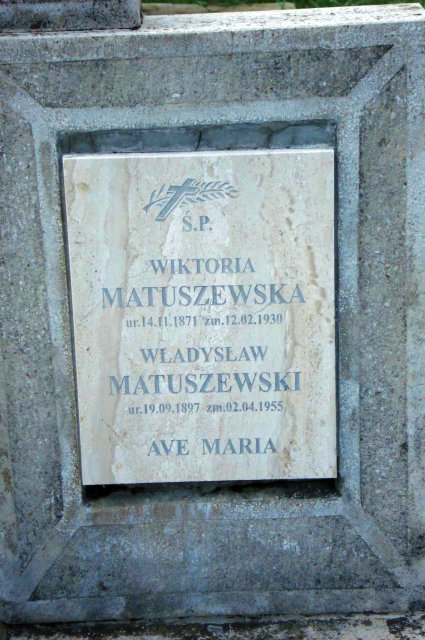 Ś.P.
WIKTORIA
MATUSZEWSKA
ur.14.11.1871 zm.12.02.1930
WŁADYSŁAW
MATUSZEWSKI
ur.19.09.1897 zm.02.04.1955
AVE MARIA